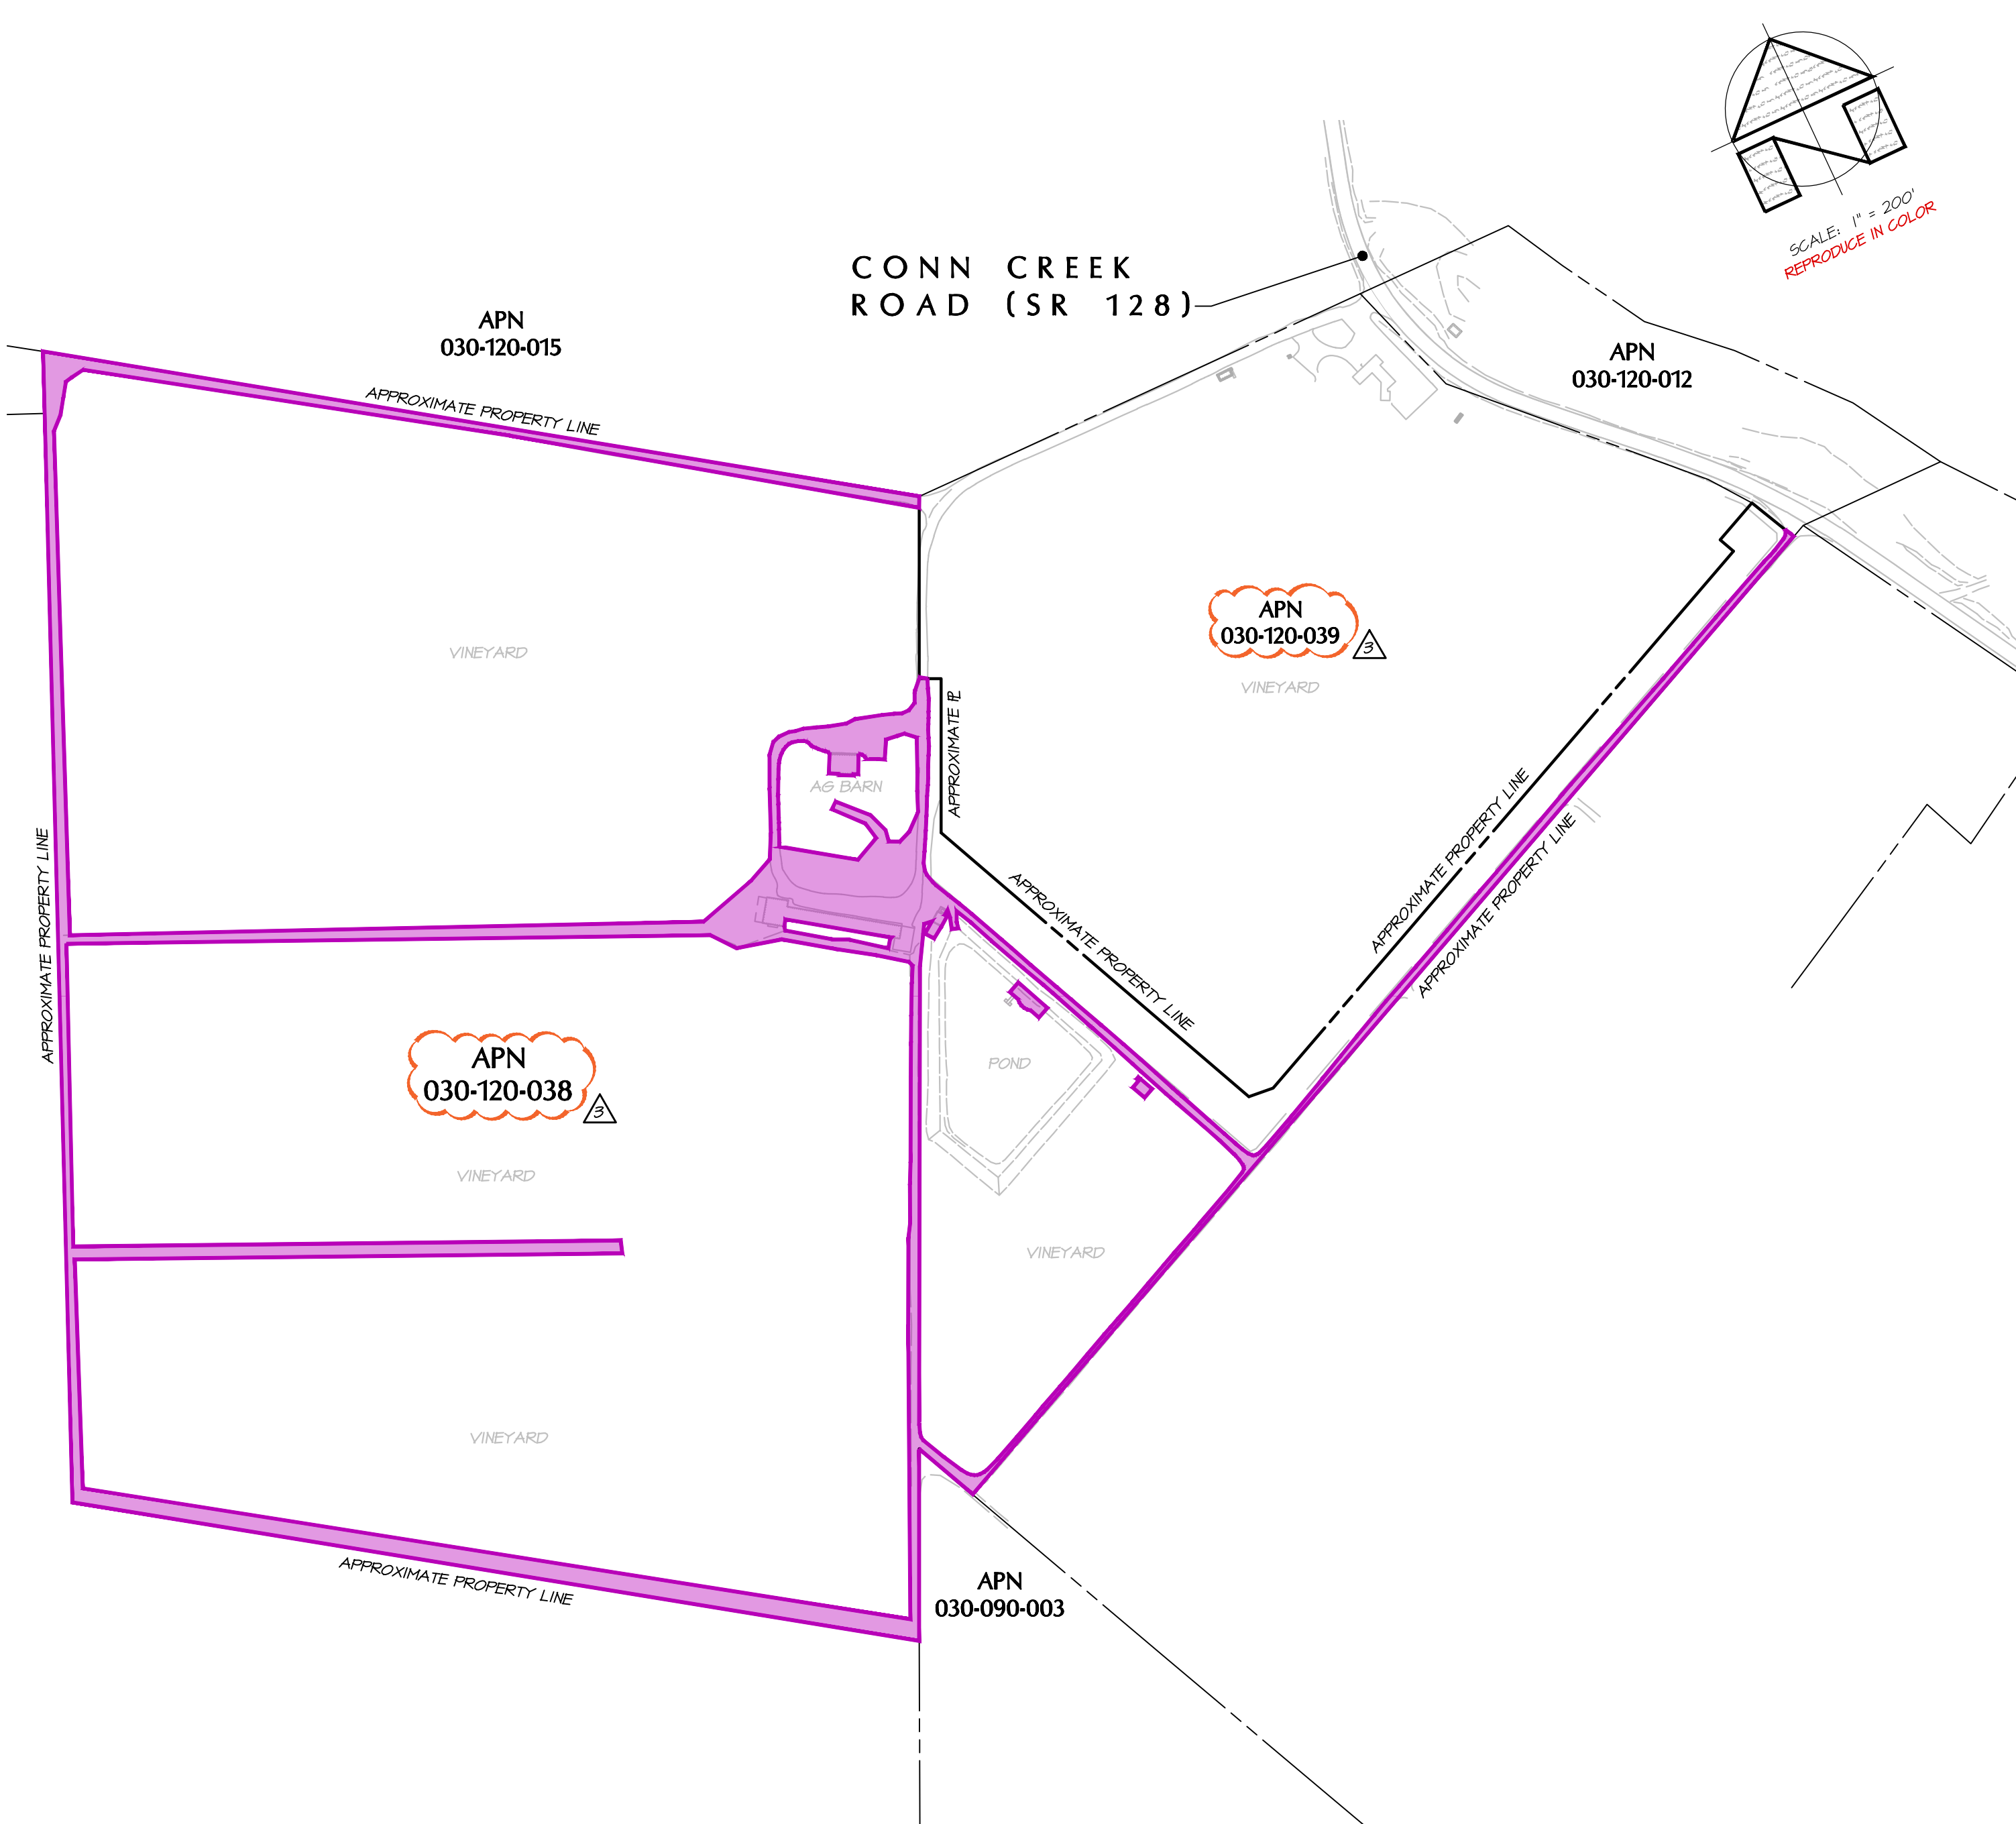 SCALE: 1" = 200'
REPRODUCE IN COLOR
CONN CREEK
ROAD (SR 128)
APN
030-120-015
APN
030-120-012
APPROXIMATE PROPERTY LINE
APN
030-120-039
3
VINEYARD
VINEYARD
APPROXIMATE PL
AG BARN
APPROXIMATE PROPERTY LINE
APPROXIMATE PROPERTY LINE
APPROXIMATE PROPERTY LINE
APPROXIMATE PROPERTY LINE
APN
030-120-038
3
POND
VINEYARD
VINEYARD
VINEYARD
APPROXIMATE PROPERTY LINE
APN
030-090-003